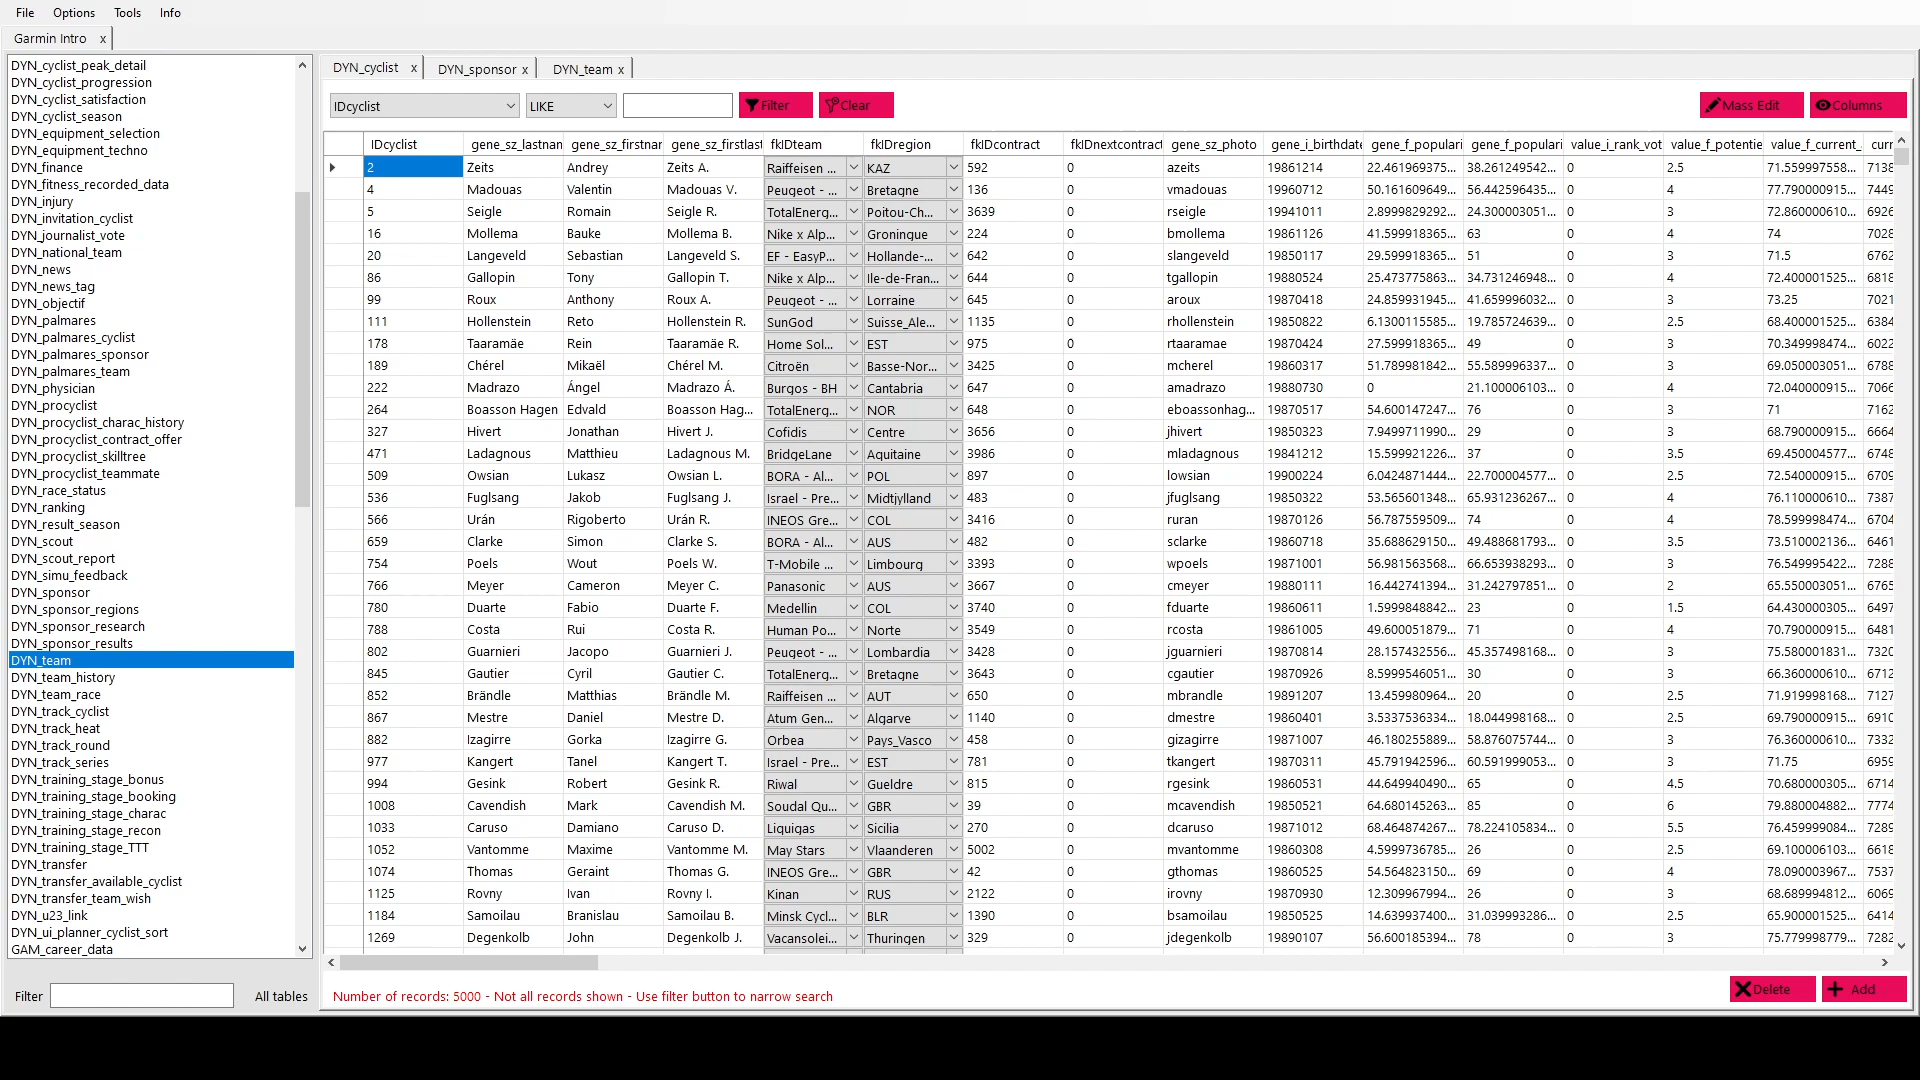 File Options Tools Info
Garmin Intro x
DYN_cyclist_peak_detail
DYN_cyclist_progression
DYN_cyclist_satisfaction
DYN_cyclist_season
DYN_equipment_selection
DYN_equipment_techno
DYN_finance
DYN_fitness_recorded_data
DYN_injury
DYN_invitation_cyclist
DYN_journalist_vote
DYN_national_team
DYN_news
DYN_news_tag
DYN_objectif
DYN_palmares
DYN_palmares_cyclist
DYN_palmares_sponsor
DYN_palmares_team
DYN_physician
DYN_procyclist
DYN_procyclist_charac_history
DYN_procyclist_contract_offer
DYN_procyclist_skilltree
DYN_procyclist_teammate
DYN_race_status
DYN_ranking
DYN_result_season
DYN_scout
DYN_scout_report
DYN_simu_feedback
DYN_sponsor
DYN_sponsor_regions
DYN_sponsor_research
DYN_sponsor_results
DYN_team
DYN_team_history
DYN_team_race
DYN_track_cyclist
DYN_track_heat
DYN_track_round
DYN_track_series
DYN_training_stage_bonus
DYN_training_stage_booking
DYN_training_stage_charac
DYN_training_stage_recon
DYN_training_stage_TTT
DYN_transfer
DYN_transfer_available_cyclist
DYN_transfer_team_wish
DYN_u23_link
DYN_ui_planner_cyclist_sort
GAM_career_data
Filter All tables
DYN_cyclist x DYN_sponsor x DYN_team x
IDcyclist LIKE Filter Clear Mass Edit Columns
IDcyclist gene_sz_lastnan gene_sz_firstnar gene_sz_firstlast fkIDteam fkIDregion fkIDcontract fkIDnextcontract gene_sz_photo gene_i_birthdate gene_f_populari gene_f_populari value_i_rank_vot value_f_potentie value_f_current_ curr
2 Zeits Andrey Zeits A. Raiffeisen ... KAZ 592 0 azeits 19861214 22.461969375... 38.261249542... 0 2.5 71.559997558... 7138
4 Madouas Valentin Madouas V. Peugeot - ... Bretagne 136 0 vmadouas 19960712 50.161609649... 56.442596435... 0 4 77.790000915... 7449
5 Seigle Romain Seigle R. TotalEnerg... Poitou-Ch... 3639 0 rseigle 19941011 2.8999829292... 24.300003051... 0 3 72.860000610... 6926
16 Mollema Bauke Mollema B. Nike x Alp... Groningue 224 0 bmollema 19861126 41.599918365... 63 0 4 74 7028
20 Langeveld Sebastian Langeveld S. EF - EasyP... Hollande-... 642 0 slangeveld 19850117 29.599918365... 51 0 3 71.5 6762
86 Gallopin Tony Gallopin T. Nike x Alp... Ile-de-Fran... 644 0 tgallopin 19880524 25.473775863... 34.731246948... 0 4 72.400001525... 6818
99 Roux Anthony Roux A. Peugeot - ... Lorraine 645 0 aroux 19870418 24.859931945... 41.659996032... 0 3 73.25 7021
111 Hollenstein Reto Hollenstein R. SunGod Suisse_Ale... 1135 0 rhollenstein 19850822 6.1300115585... 19.785724639... 0 2.5 68.400001525... 6384
178 Taaramäe Rein Taaramäe R. Home Sol... EST 975 0 rtaaramae 19870424 27.599918365... 49 0 3 70.349998474... 6022
189 Chérel Mikaël Chérel M. Citroën Basse-Nor... 3425 0 mcherel 19860317 51.789981842... 55.589996337... 0 3 69.050003051... 6788
222 Madrazo Ángel Madrazo Á. Burgos - BH Cantabria 647 0 amadrazo 19880730 0 21.100006103... 0 4 72.040000915... 7066
264 Boasson Hagen Edvald Boasson Hag... TotalEnerg... NOR 648 0 eboassonhag... 19870517 54.600147247... 76 0 3 71 7162
327 Hivert Jonathan Hivert J. Cofidis Centre 3656 0 jhivert 19850323 7.9499711990... 29 0 3 68.790000915... 6664
471 Ladagnous Matthieu Ladagnous M. BridgeLane Aquitaine 3986 0 mladagnous 19841212 15.599921226... 37 0 3.5 69.450004577... 6748
509 Owsian Lukasz Owsian L. BORA - Al... POL 897 0 lowsian 19900224 6.0424871444... 22.700004577... 0 2.5 72.540000915... 6709
536 Fuglsang Jakob Fuglsang J. Israel - Pre... Midtjylland 483 0 jfuglsang 19850322 53.565601348... 65.931236267... 0 4 76.110000610... 7387
566 Urán Rigoberto Urán R. INEOS Gre... COL 3416 0 ruran 19870126 56.787559509... 74 0 4 78.599998474... 6704
659 Clarke Simon Clarke S. BORA - Al... AUS 482 0 sclarke 19860718 35.688629150... 49.488681793... 0 3.5 73.510002136... 6461
754 Poels Wout Poels W. T-Mobile ... Limbourg 3393 0 wpoels 19871001 56.981563568... 66.653938293... 0 3 76.549995422... 7288
766 Meyer Cameron Meyer C. Panasonic AUS 3667 0 cmeyer 19880111 16.442741394... 31.242797851... 0 2 65.550003051... 6765
780 Duarte Fabio Duarte F. Medellin COL 3740 0 fduarte 19860611 1.5999848842... 23 0 1.5 64.430000305... 6497
788 Costa Rui Costa R. Human Po... Norte 3549 0 rcosta 19861005 49.600051879... 71 0 4 70.790000915... 6481
802 Guarnieri Jacopo Guarnieri J. Peugeot - ... Lombardia 3428 0 jguarnieri 19870814 28.157432556... 45.357498168... 0 3 75.580001831... 7320
845 Gautier Cyril Gautier C. TotalEnerg... Bretagne 3643 0 cgautier 19870926 8.5999546051... 30 0 3 66.360000610... 6712
852 Brändle Matthias Brändle M. Raiffeisen ... AUT 650 0 mbrandle 19891207 13.459980964... 20 0 2.5 71.919998168... 7127
867 Mestre Daniel Mestre D. Atum Gen... Algarve 1140 0 dmestre 19860401 3.5337536334... 18.044998168... 0 2.5 69.790000915... 6910
882 Izagirre Gorka Izagirre G. Orbea Pays_Vasco 458 0 gizagirre 19871007 46.180255889... 58.876075744... 0 3 76.360000610... 7332
977 Kangert Tanel Kangert T. Israel - Pre... EST 781 0 tkangert 19870311 45.791942596... 60.591999053... 0 3 71.75 6959
994 Gesink Robert Gesink R. Riwal Gueldre 815 0 rgesink 19860531 44.649940490... 65 0 4.5 70.680000305... 6714
1008 Cavendish Mark Cavendish M. Soudal Qu... GBR 39 0 mcavendish 19850521 64.680145263... 85 0 6 79.880004882... 7774
1033 Caruso Damiano Caruso D. Liquigas Sicilia 270 0 dcaruso 19871012 68.464874267... 78.224105834... 0 5.5 76.459999084... 7289
1052 Vantomme Maxime Vantomme M. May Stars Vlaanderen 5002 0 mvantomme 19860308 4.5999736785... 26 0 2.5 69.100006103... 6618
1074 Thomas Geraint Thomas G. INEOS Gre... GBR 42 0 gthomas 19860525 54.564823150... 69 0 4 78.090003967... 7537
1125 Rovny Ivan Rovny I. Kinan RUS 2122 0 irovny 19870930 12.309967994... 26 0 3 68.689994812... 6069
1184 Samoilau Branislau Samoilau B. Minsk Cycl... BLR 1390 0 bsamoilau 19850525 14.639937400... 31.039993286... 0 2.5 65.900001525... 6414
1269 Degenkolb John Degenkolb J. Vacansolei... Thuringen 329 0 jdegenkolb 19890107 56.600185394... 78 0 3 75.779998779... 7282
Number of records: 5000 - Not all records shown - Use filter button to narrow search Delete Add